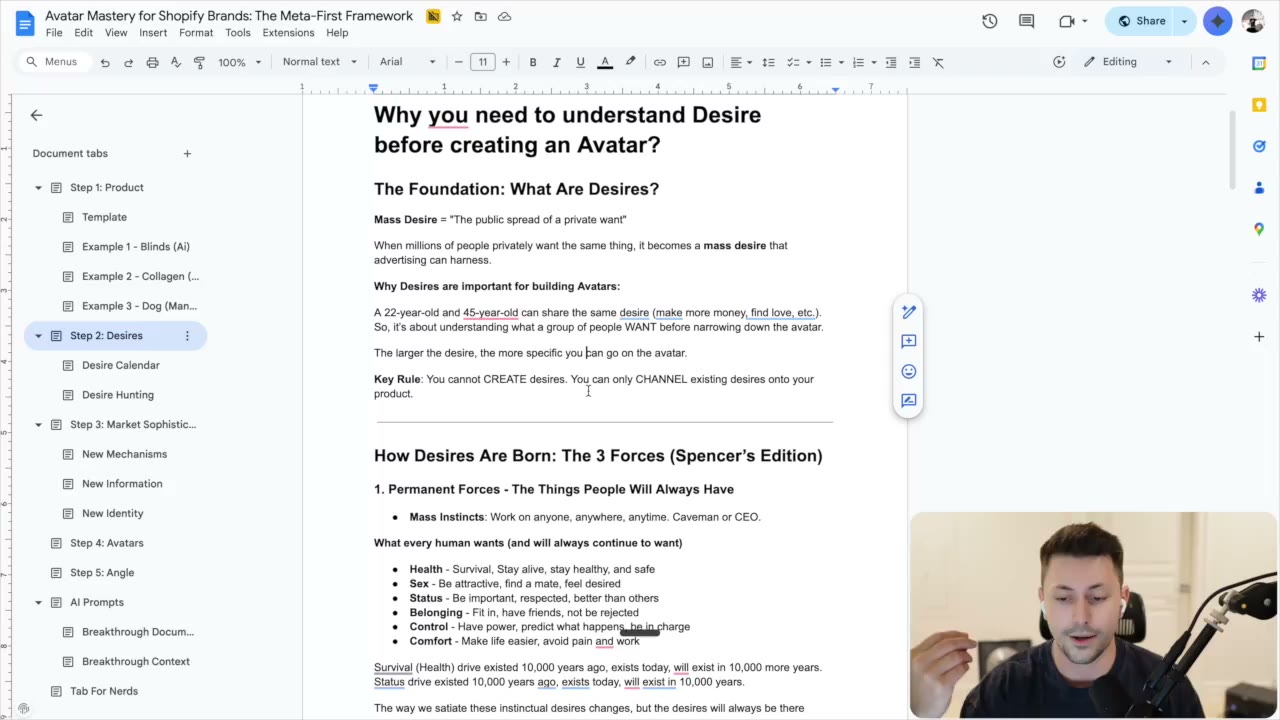 Avatar Mastery for Shopify Brands: The Meta-First Framework
File Edit View Insert Format Tools Extensions Help
Share
Menus
100%
Normal text
Arial
11
B I U A
Editing
1 1 2 3 4 5 6 7
Document tabs
Step 1: Product
Template
Example 1 - Blinds (Ai)
Example 2 - Collagen (...
Example 3 - Dog (Man...
Step 2: Desires
Desire Calendar
Desire Hunting
Step 3: Market Sophistic...
New Mechanisms
New Information
New Identity
Step 4: Avatars
Step 5: Angle
AI Prompts
Breakthrough Docum...
Breakthrough Context
Tab For Nerds
Why you need to understand Desire
before creating an Avatar?
The Foundation: What Are Desires?
Mass Desire = "The public spread of a private want"
When millions of people privately want the same thing, it becomes a mass desire that
advertising can harness.
Why Desires are important for building Avatars:
A 22-year-old and 45-year-old can share the same desire (make more money, find love, etc.).
So, it's about understanding what a group of people WANT before narrowing down the avatar.
The larger the desire, the more specific you can go on the avatar.
Key Rule: You cannot CREATE desires. You can only CHANNEL existing desires onto your
product.
How Desires Are Born: The 3 Forces (Spencer's Edition)
1. Permanent Forces - The Things People Will Always Have
● Mass Instincts: Work on anyone, anywhere, anytime. Caveman or CEO.
What every human wants (and will always continue to want)
● Health - Survival, Stay alive, stay healthy, and safe
● Sex - Be attractive, find a mate, feel desired
● Status - Be important, respected, better than others
● Belonging - Fit in, have friends, not be rejected
● Control - Have power, predict what happens, be in charge
● Comfort - Make life easier, avoid pain and work
Survival (Health) drive existed 10,000 years ago, exists today, will exist in 10,000 more years.
Status drive existed 10,000 years ago, exists today, will exist in 10,000 years.
The way we satiate these instinctual desires changes, but the desires will always be there